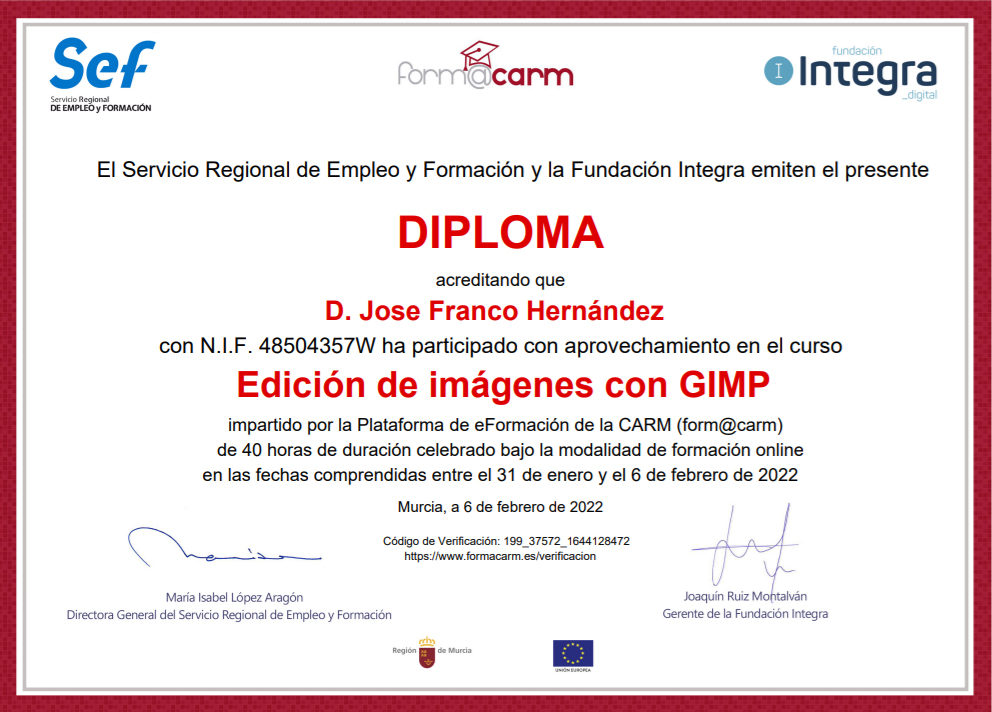 Sef
Servicio Regional
DE EMPLEO y FORMACIÓN
form@carm
fundación
I Integra
_digital
El Servicio Regional de Empleo y Formación y la Fundación Integra emiten el presente
DIPLOMA
acreditando que
D. Jose Franco Hernández
con N.I.F. 48504357W ha participado con aprovechamiento en el curso
Edición de imágenes con GIMP
impartido por la Plataforma de eFormación de la CARM (form@carm)
de 40 horas de duración celebrado bajo la modalidad de formación online
en las fechas comprendidas entre el 31 de enero y el 6 de febrero de 2022
Murcia, a 6 de febrero de 2022
Código de Verificación: 199_37572_1644128472
https://www.formacarm.es/verificacion
María Isabel López Aragón
Directora General del Servicio Regional de Empleo y Formación
Joaquín Ruiz Montalván
Gerente de la Fundación Integra
Región de Murcia
UNIÓN EUROPEA